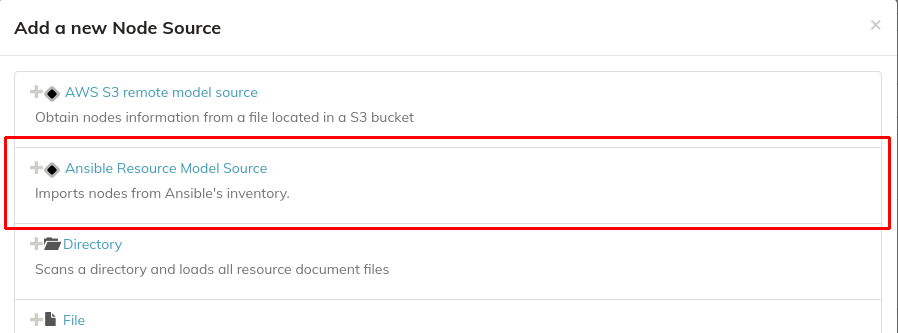 Add a new Node Source
×
AWS S3 remote model source
Obtain nodes information from a file located in a S3 bucket
Ansible Resource Model Source
Imports nodes from Ansible's inventory.
Directory
Scans a directory and loads all resource document files
File